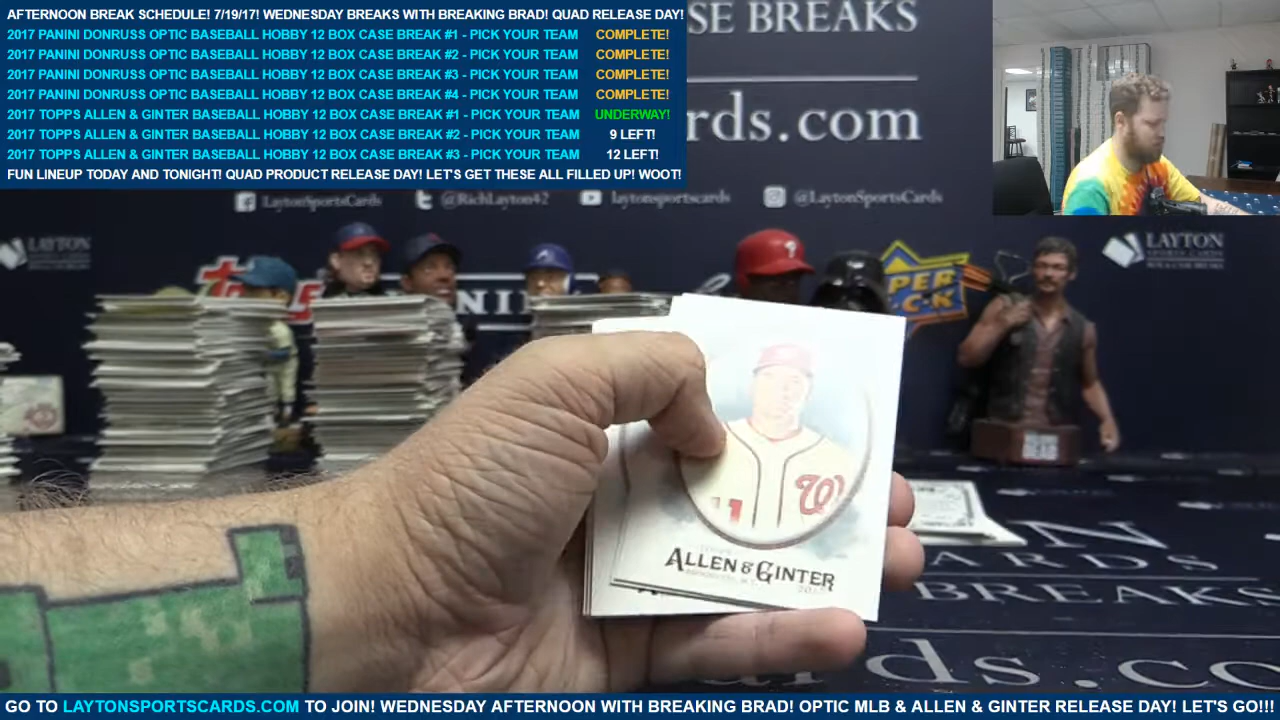 AFTERNOON BREAK SCHEDULE! 7/19/17! WEDNESDAY BREAKS WITH BREAKING BRAD! QUAD RELEASE DAY!
2017 PANINI DONRUSS OPTIC BASEBALL HOBBY 12 BOX CASE BREAK #1 - PICK YOUR TEAM COMPLETE!
2017 PANINI DONRUSS OPTIC BASEBALL HOBBY 12 BOX CASE BREAK #2 - PICK YOUR TEAM COMPLETE!
2017 PANINI DONRUSS OPTIC BASEBALL HOBBY 12 BOX CASE BREAK #3 - PICK YOUR TEAM COMPLETE!
2017 PANINI DONRUSS OPTIC BASEBALL HOBBY 12 BOX CASE BREAK #4 - PICK YOUR TEAM COMPLETE!
2017 TOPPS ALLEN & GINTER BASEBALL HOBBY 12 BOX CASE BREAK #1 - PICK YOUR TEAM UNDERWAY!
2017 TOPPS ALLEN & GINTER BASEBALL HOBBY 12 BOX CASE BREAK #2 - PICK YOUR TEAM 9 LEFT!
2017 TOPPS ALLEN & GINTER BASEBALL HOBBY 12 BOX CASE BREAK #3 - PICK YOUR TEAM 12 LEFT!
FUN LINEUP TODAY AND TONIGHT! QUAD PRODUCT RELEASE DAY! LET'S GET THESE ALL FILLED UP! WOOT!
SE BREAKS
rds.com
LaytonSportsCards @RichLayton42 laytonsportscards @LaytonSportsCards
LAYTON
LAYTON
PER
W
ALLEN & GINTER
CARDS
BREAKS
rds.co
GO TO LAYTONSPORTSCARDS.COM TO JOIN! WEDNESDAY AFTERNOON WITH BREAKING BRAD! OPTIC MLB & ALLEN & GINTER RELEASE DAY! LET'S GO!!!